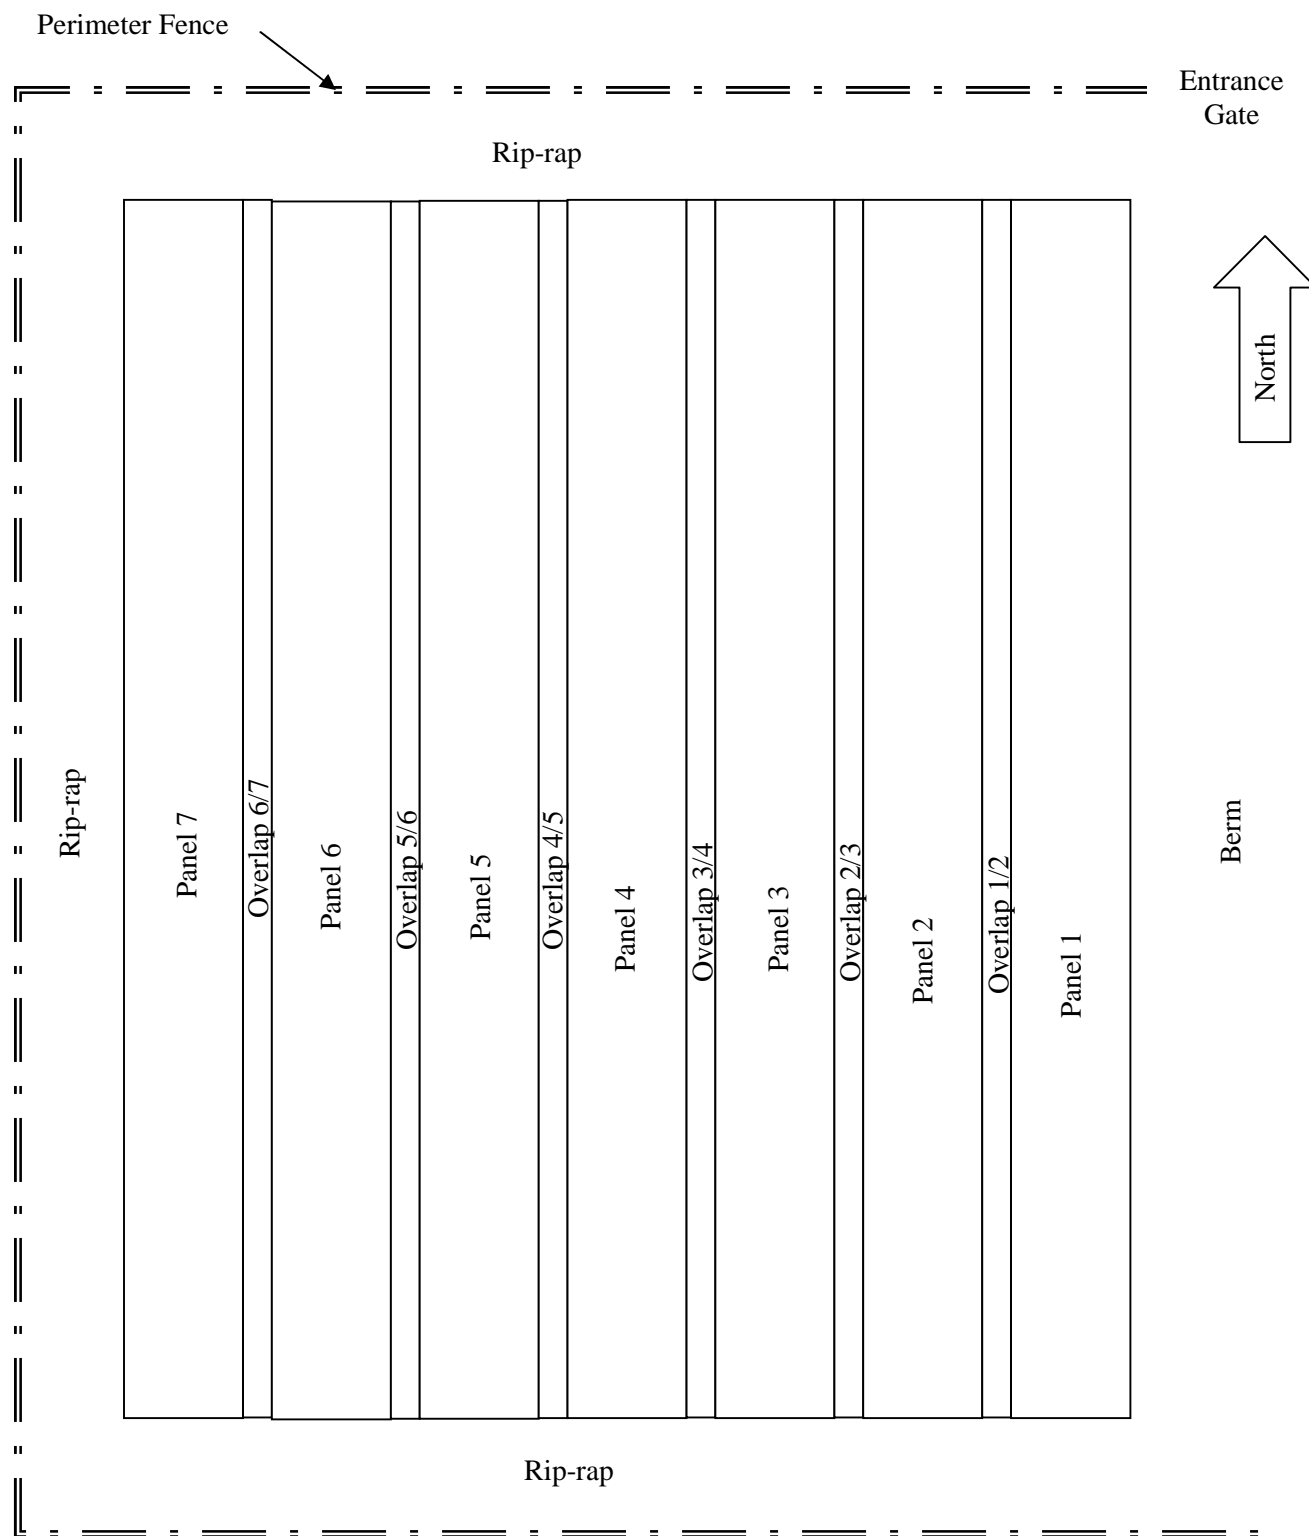 Perimeter Fence
Entrance
Gate
Rip-rap
North
Rip-rap
Panel 7
Overlap 6/7
Panel 6
Overlap 5/6
Panel 5
Overlap 4/5
Panel 4
Overlap 3/4
Panel 3
Overlap 2/3
Panel 2
Overlap 1/2
Panel 1
Berm
Rip-rap